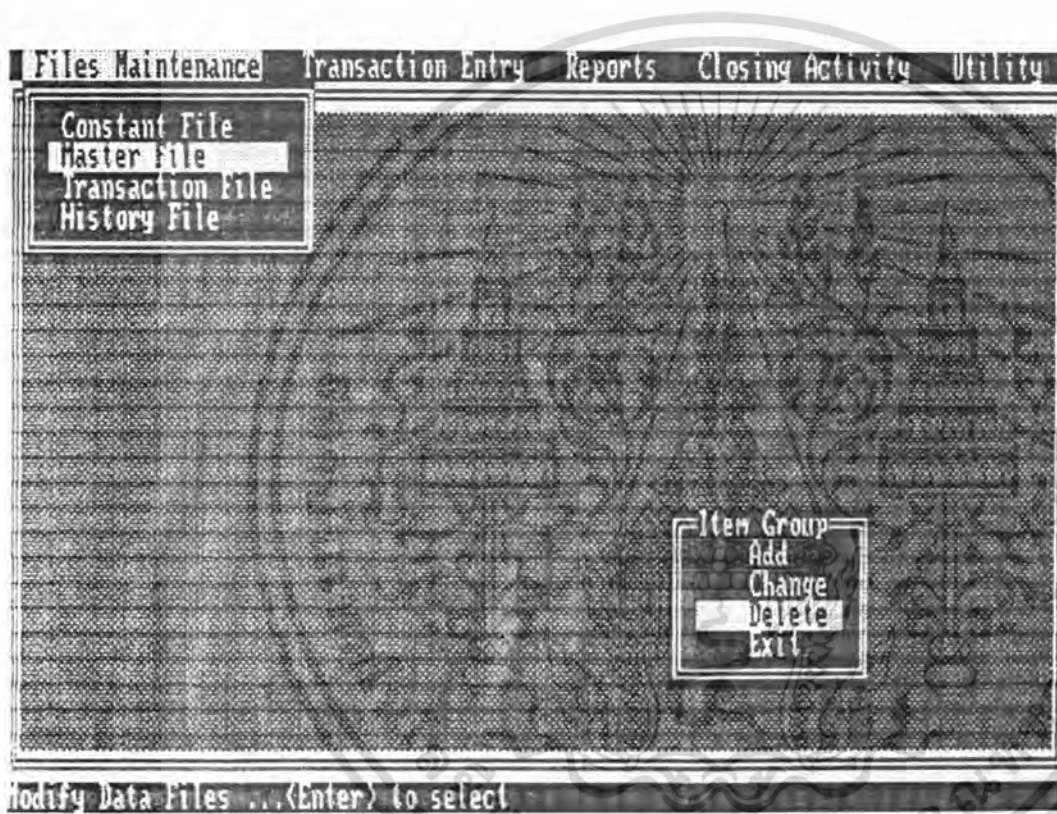 Files Maintenance Transaction Entry Reports Closing Activity Utility
Constant File
Master File
Transaction File
History File
Item Group
Add
Change
Delete
Exit
Modify Data Files ...<Enter> to select